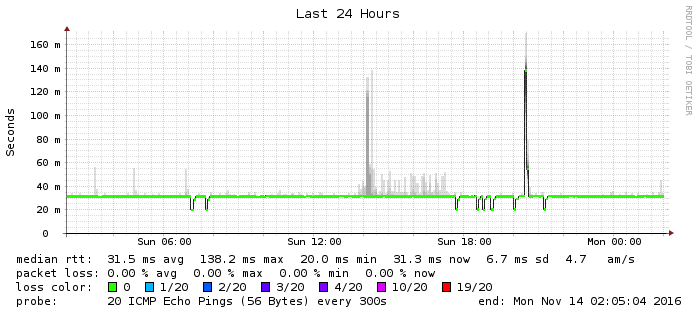 Last 24 Hours
RRDTOOL / TOBI OETIKER
Seconds
160 m
140 m
120 m
100 m
80 m
60 m
40 m
20 m
0
Sun 06:00 Sun 12:00 Sun 18:00 Mon 00:00
median rtt: 31.5 ms avg 138.2 ms max 20.0 ms min 31.3 ms now 6.7 ms sd 4.7 am/s
packet loss: 0.00 % avg 0.00 % max 0.00 % min 0.00 % now
loss color: 0 1/20 2/20 3/20 4/20 10/20 19/20
probe: 20 ICMP Echo Pings (56 Bytes) every 300s end: Mon Nov 14 02:05:04 2016